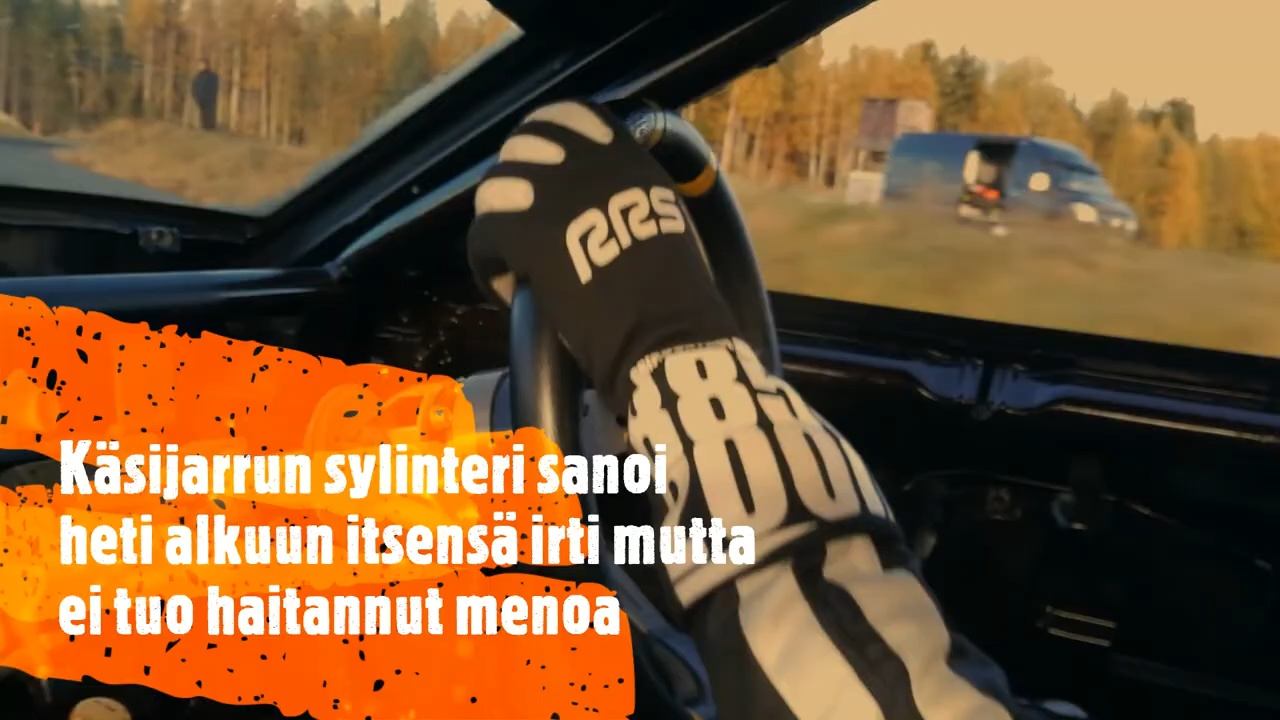 RRS
Käsijarrun sylinteri sanoi
heti alkuun itsensä irti mutta
ei tuo haitannut menoa